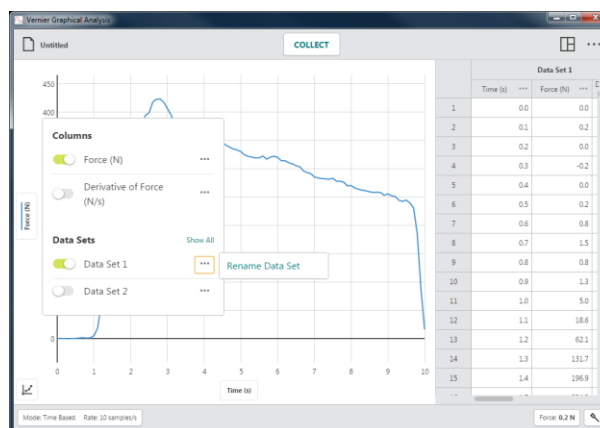 Vernier Graphical Analysis
Untitled
COLLECT
450
400
0
0 1 2 3 4 5 6 7 8 9 10
Force (N)
Time (s)
Columns
Force (N)
Derivative of Force
(N/s)
Data Sets Show All
Data Set 1
Rename Data Set
Data Set 2
Data Set 1
Time (s) Force (N)
1 0.0 0.0
2 0.1 0.2
3 0.2 0.0
4 0.3 -0.2
5 0.4 0.0
6 0.5 0.2
7 0.6 0.8
8 0.7 1.5
9 0.8 0.8
10 0.9 1.3
11 1.0 5.0
12 1.1 18.6
13 1.2 62.1
14 1.3 131.7
15 1.4 196.9
Mode: Time Based Rate: 10 samples/s
Force: 0.2 N